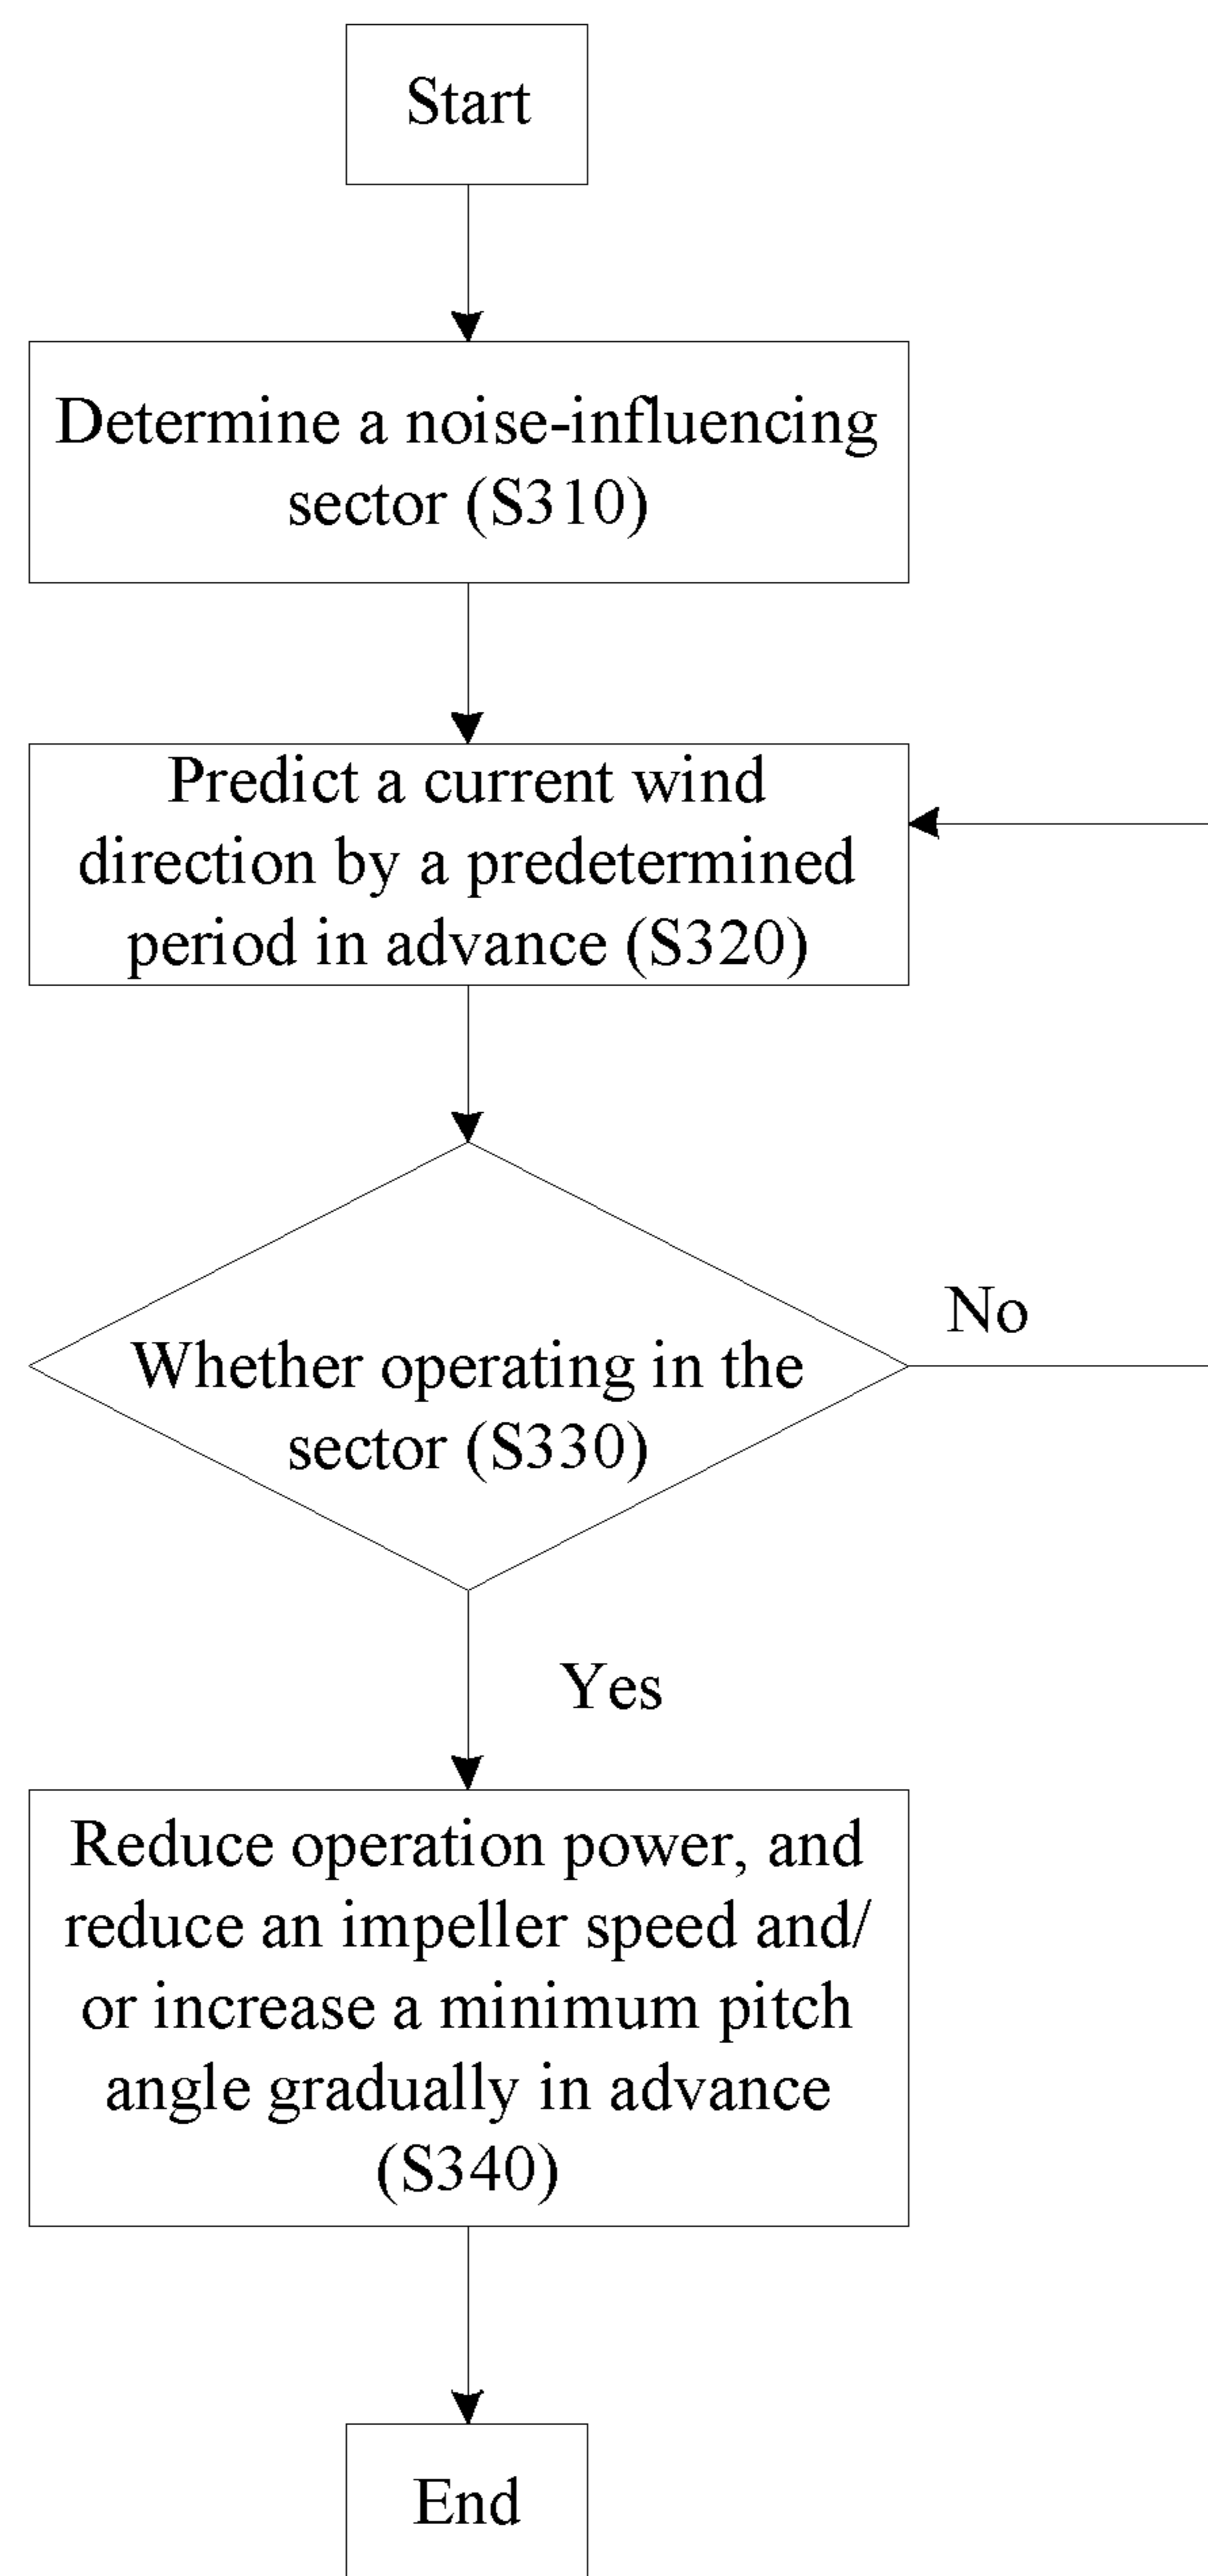 Start
Determine a noise-influencing
sector (S310)
Predict a current wind
direction by a predetermined
period in advance (S320)
Whether operating in the
sector (S330)
No
Yes
Reduce operation power, and
reduce an impeller speed and/
or increase a minimum pitch
angle gradually in advance
(S340)
End